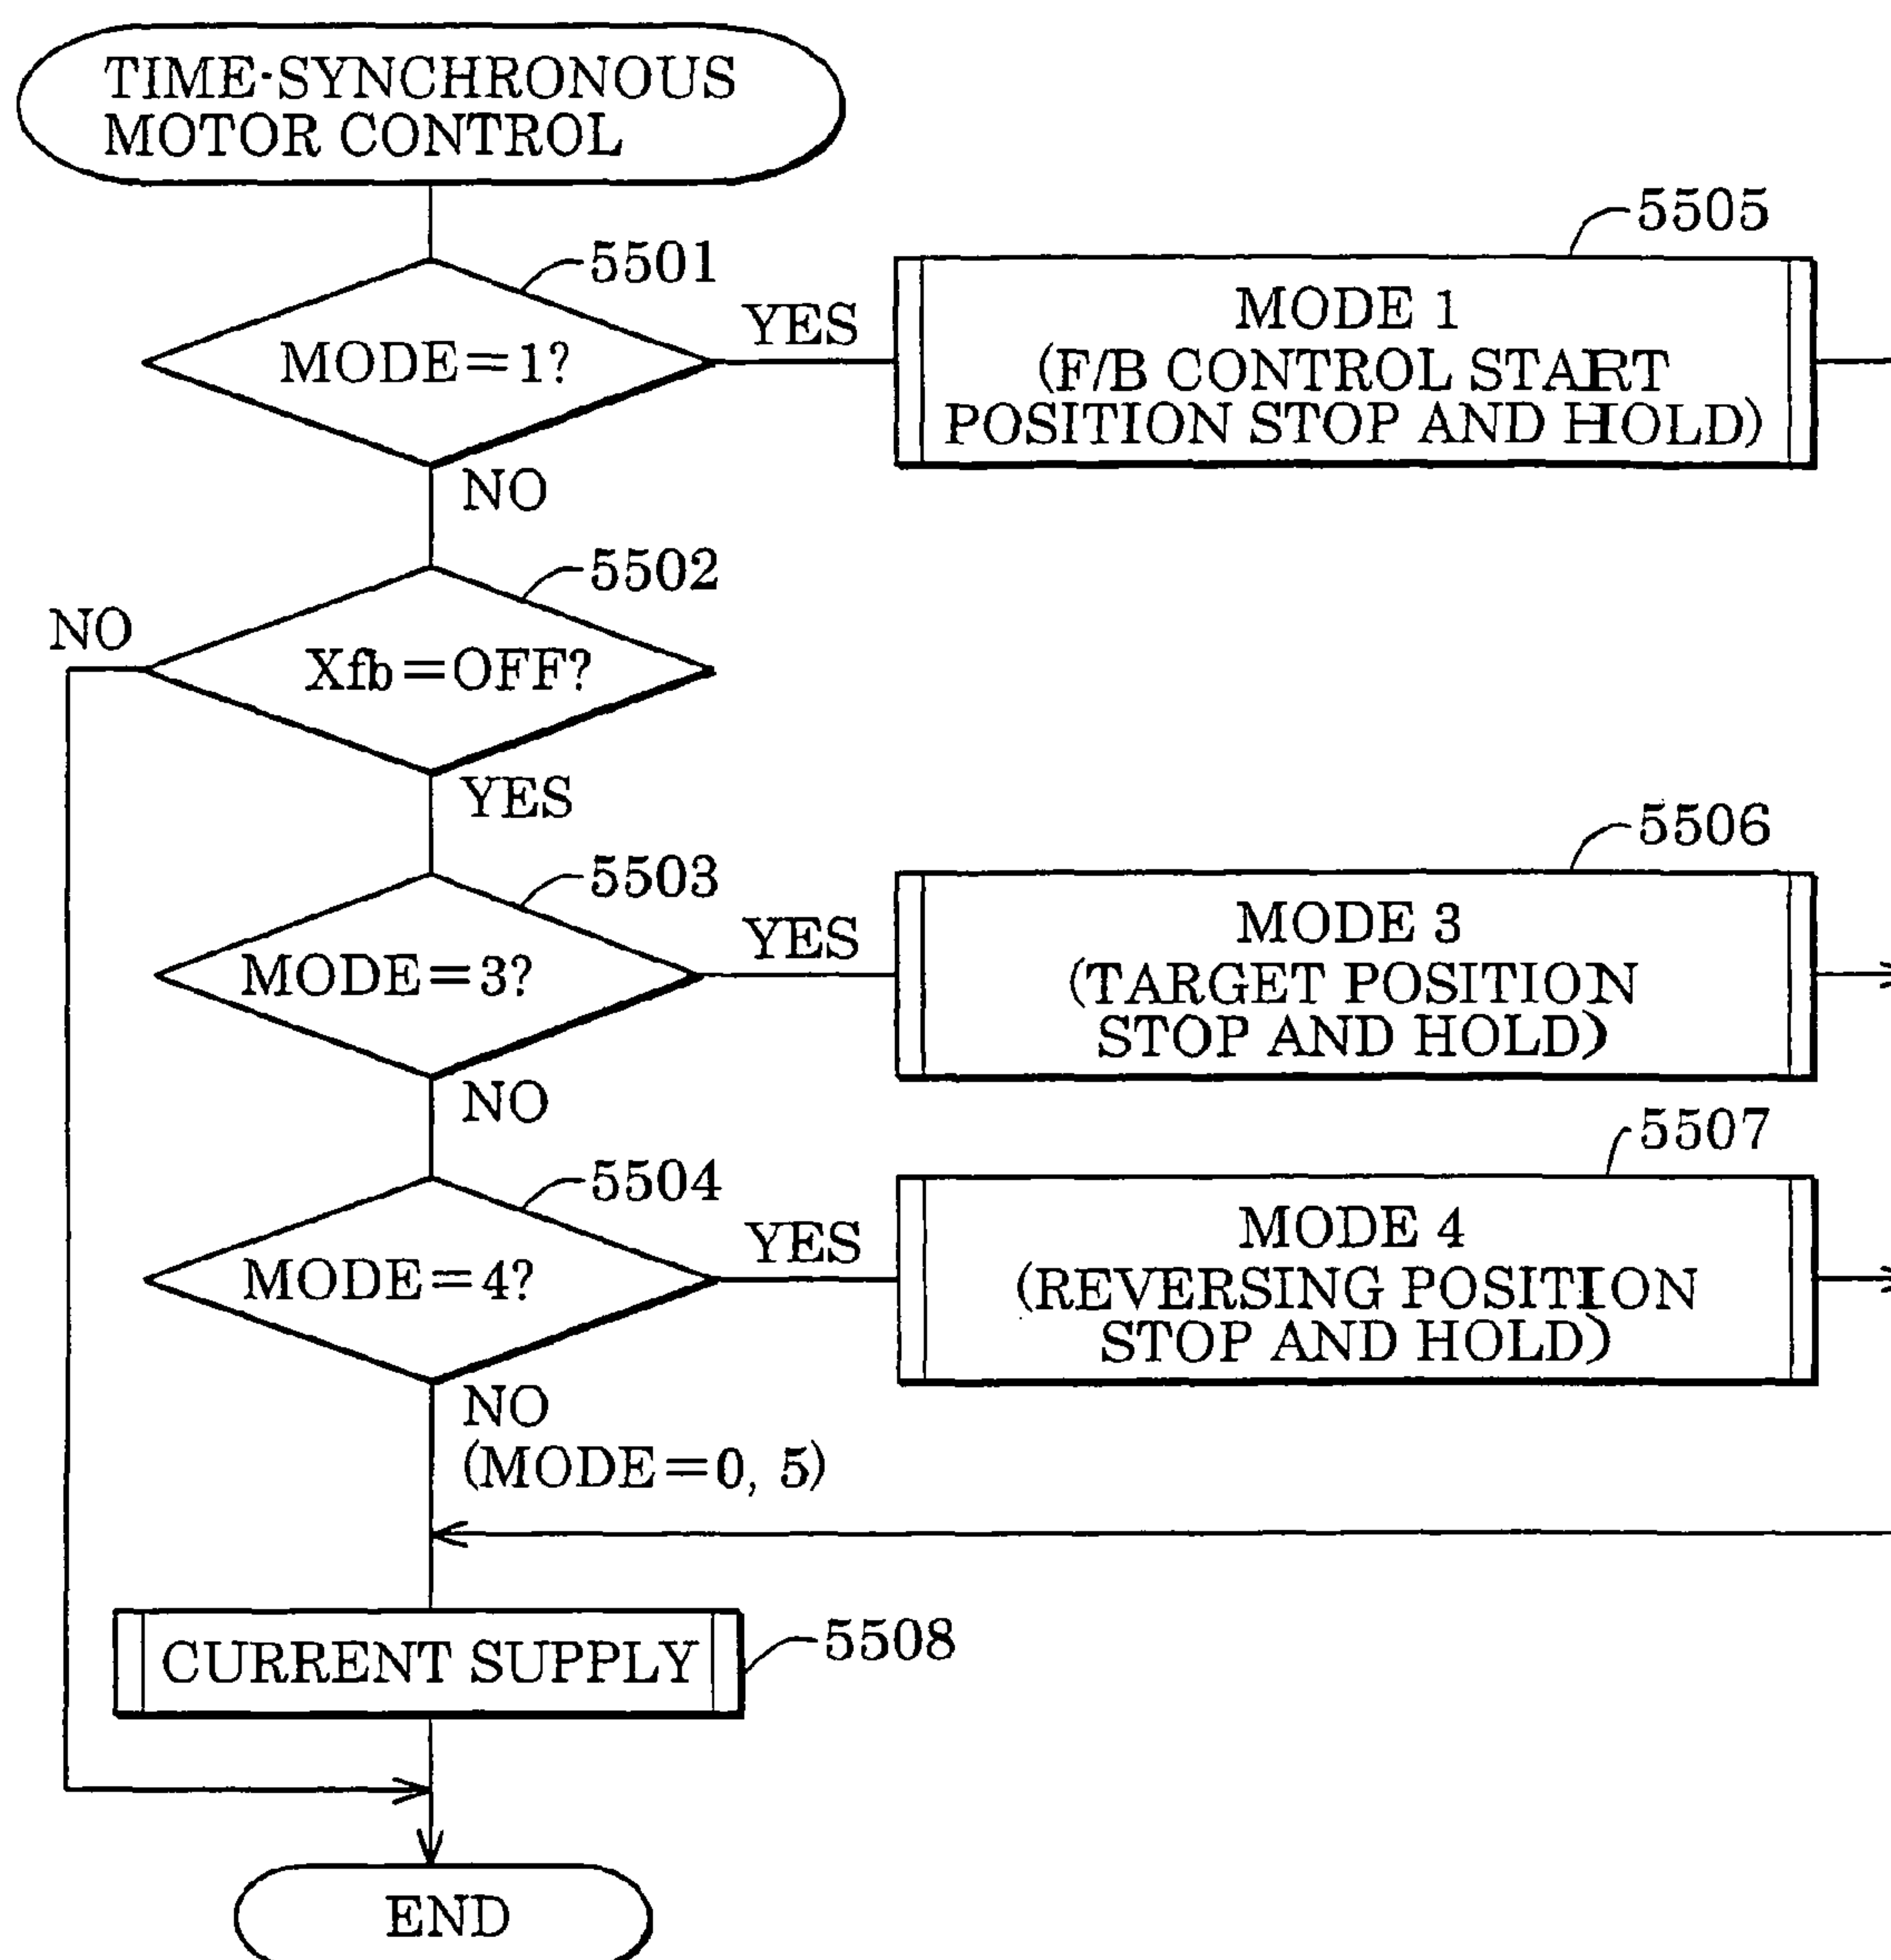 TIME-SYNCHRONOUS
MOTOR CONTROL
5501
MODE=1?
YES
NO
5505
MODE 1
(F/B CONTROL START
POSITION STOP AND HOLD)
5502
Xfb=OFF?
NO
YES
5503
MODE=3?
YES
NO
5506
MODE 3
(TARGET POSITION
STOP AND HOLD)
5504
MODE=4?
YES
5507
MODE 4
(REVERSING POSITION
STOP AND HOLD)
NO
(MODE=0, 5)
CURRENT SUPPLY
5508
END